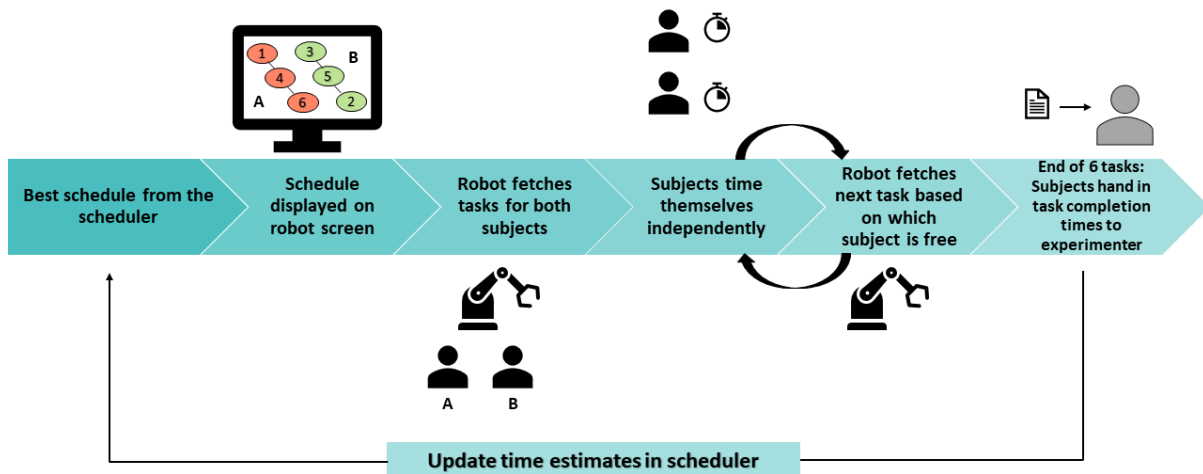 1
3
B
4
5
A
6
2
Best schedule from the
scheduler
Schedule
displayed on
robot screen
Robot fetches
tasks for both
subjects
Subjects time
themselves
independently
Robot fetches
next task based
on which
subject is free
End of 6 tasks:
Subjects hand in
task completion
times to
experimenter
A
B
Update time estimates in scheduler